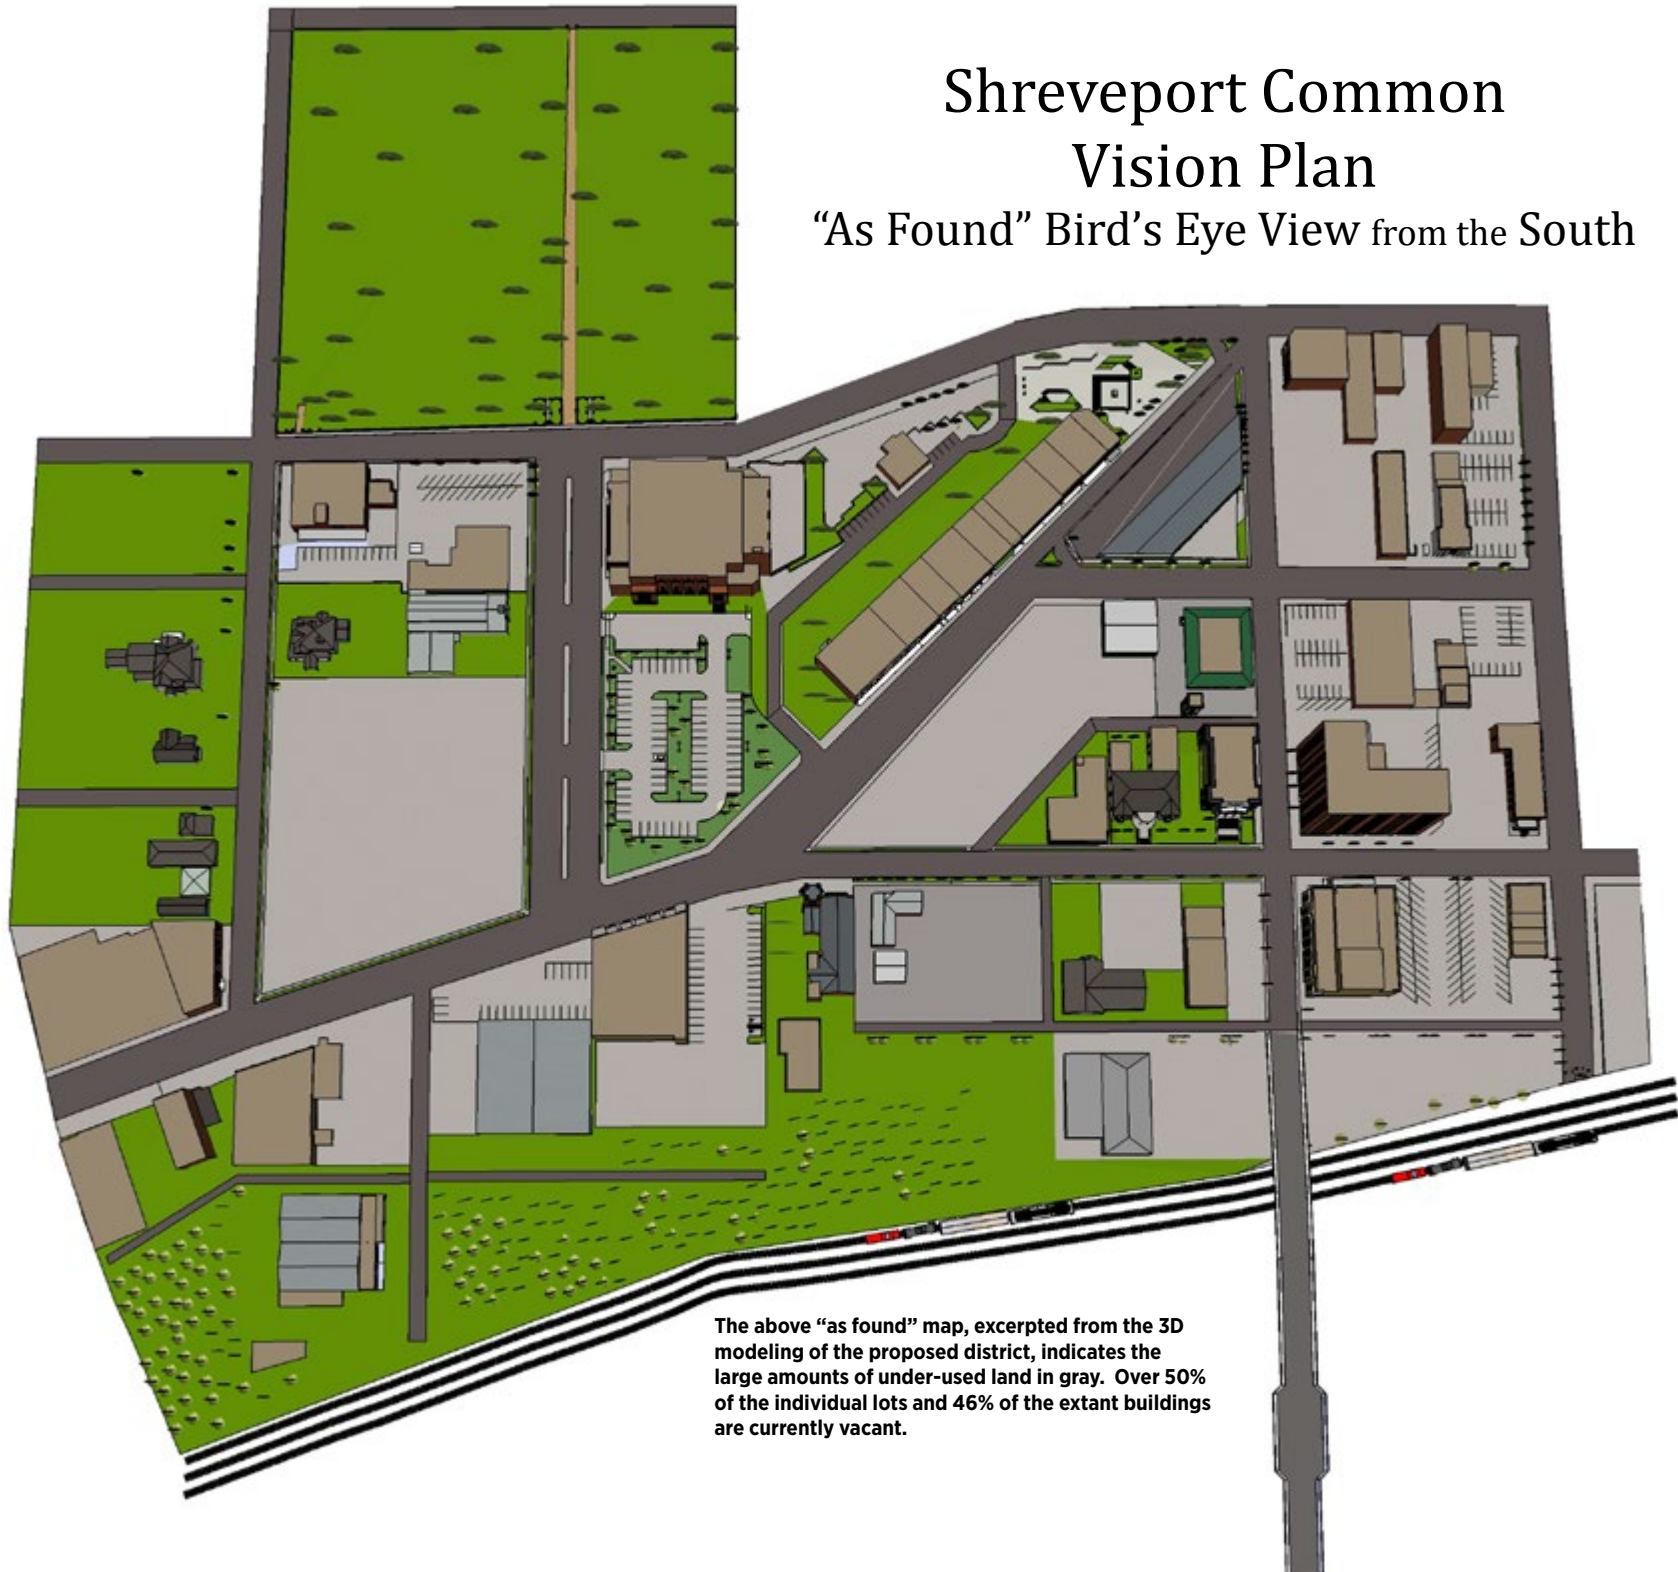 Shreveport Common
Vision Plan
“As Found” Bird’s Eye View from the South
The above “as found” map, excerpted from the 3D
modeling of the proposed district, indicates the
large amounts of under-used land in gray.  Over 50%
of the individual lots and 46% of the extant buildings
are currently vacant.